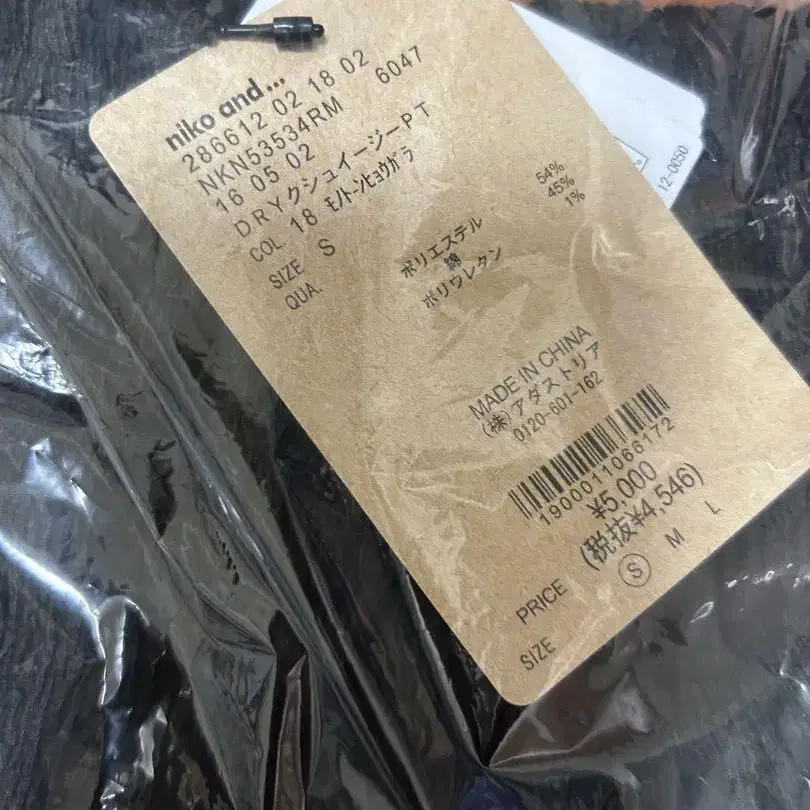 niko and...
286612 02 18 02
NKN53534RM 6047
16 05 02
DRYクシュイージーPT
COL. 18 モノトーンヒョウガラ
SIZE S
QUA.
ポリエステル 54%
綿 45%
ポリウレタン 1%
MADE IN CHINA
(株)アダストリア
0120-601-162
1900011066172
¥5,000
(税抜¥4,546)
PRICE
SIZE S M L
12-0050